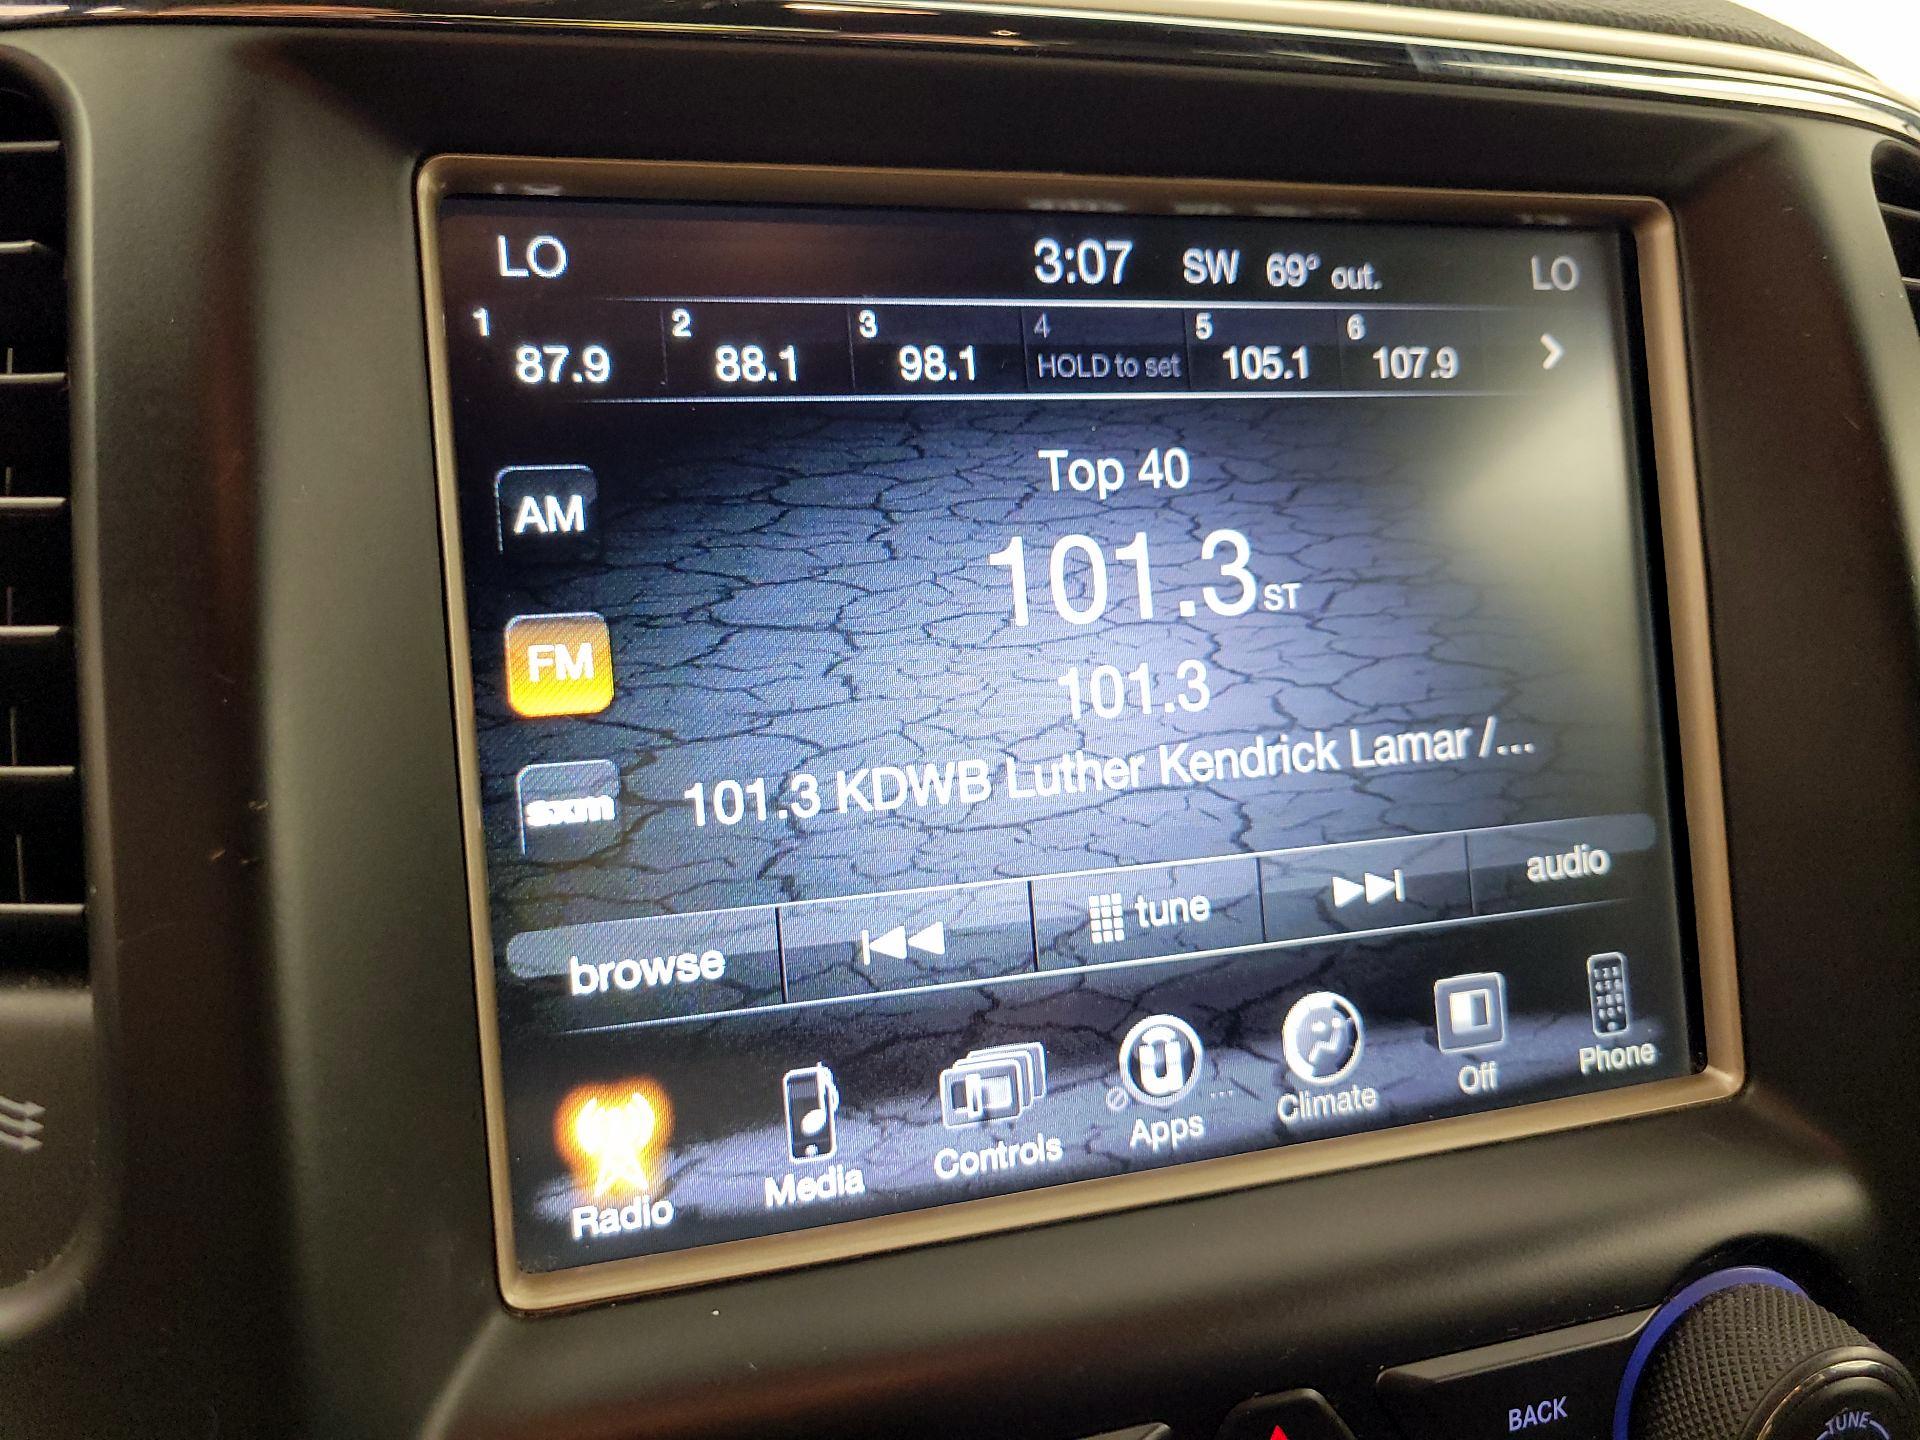 LO 3:07 SW 69° out. LO
1 2 3 4 5 6
87.9 88.1 98.1 HOLD to set 105.1 107.9
Top 40
AM
101.3 ST
FM
101.3
sxm
101.3 KDWB Luther Kendrick Lamar /...
browse tune audio
Radio Media Controls Apps ... Climate Off Phone
BACK
TUNE